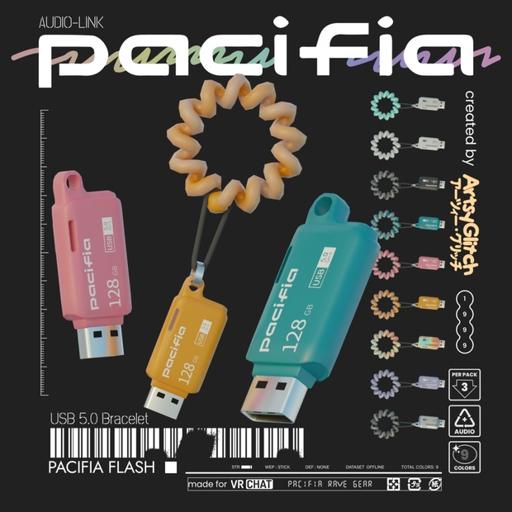 AUDIO-LINK
pacifia
created by
ArtsyGlitch
アーツィー・グリッチ
pacifia
128 GB
USB 5.0
pacifia
128 GB
pacifia
128 GB
USB 5.0
1
9
9
9
PER PACK
3
AUDIO
9
COLORS
USB 5.0 Bracelet
PACIFIA FLASH
STR
WEP : STICK
DEF : NONE
DATASET OFFLINE
TOTAL COLORS: 9
made for VRCHAT
PACIFIA RAVE GEAR